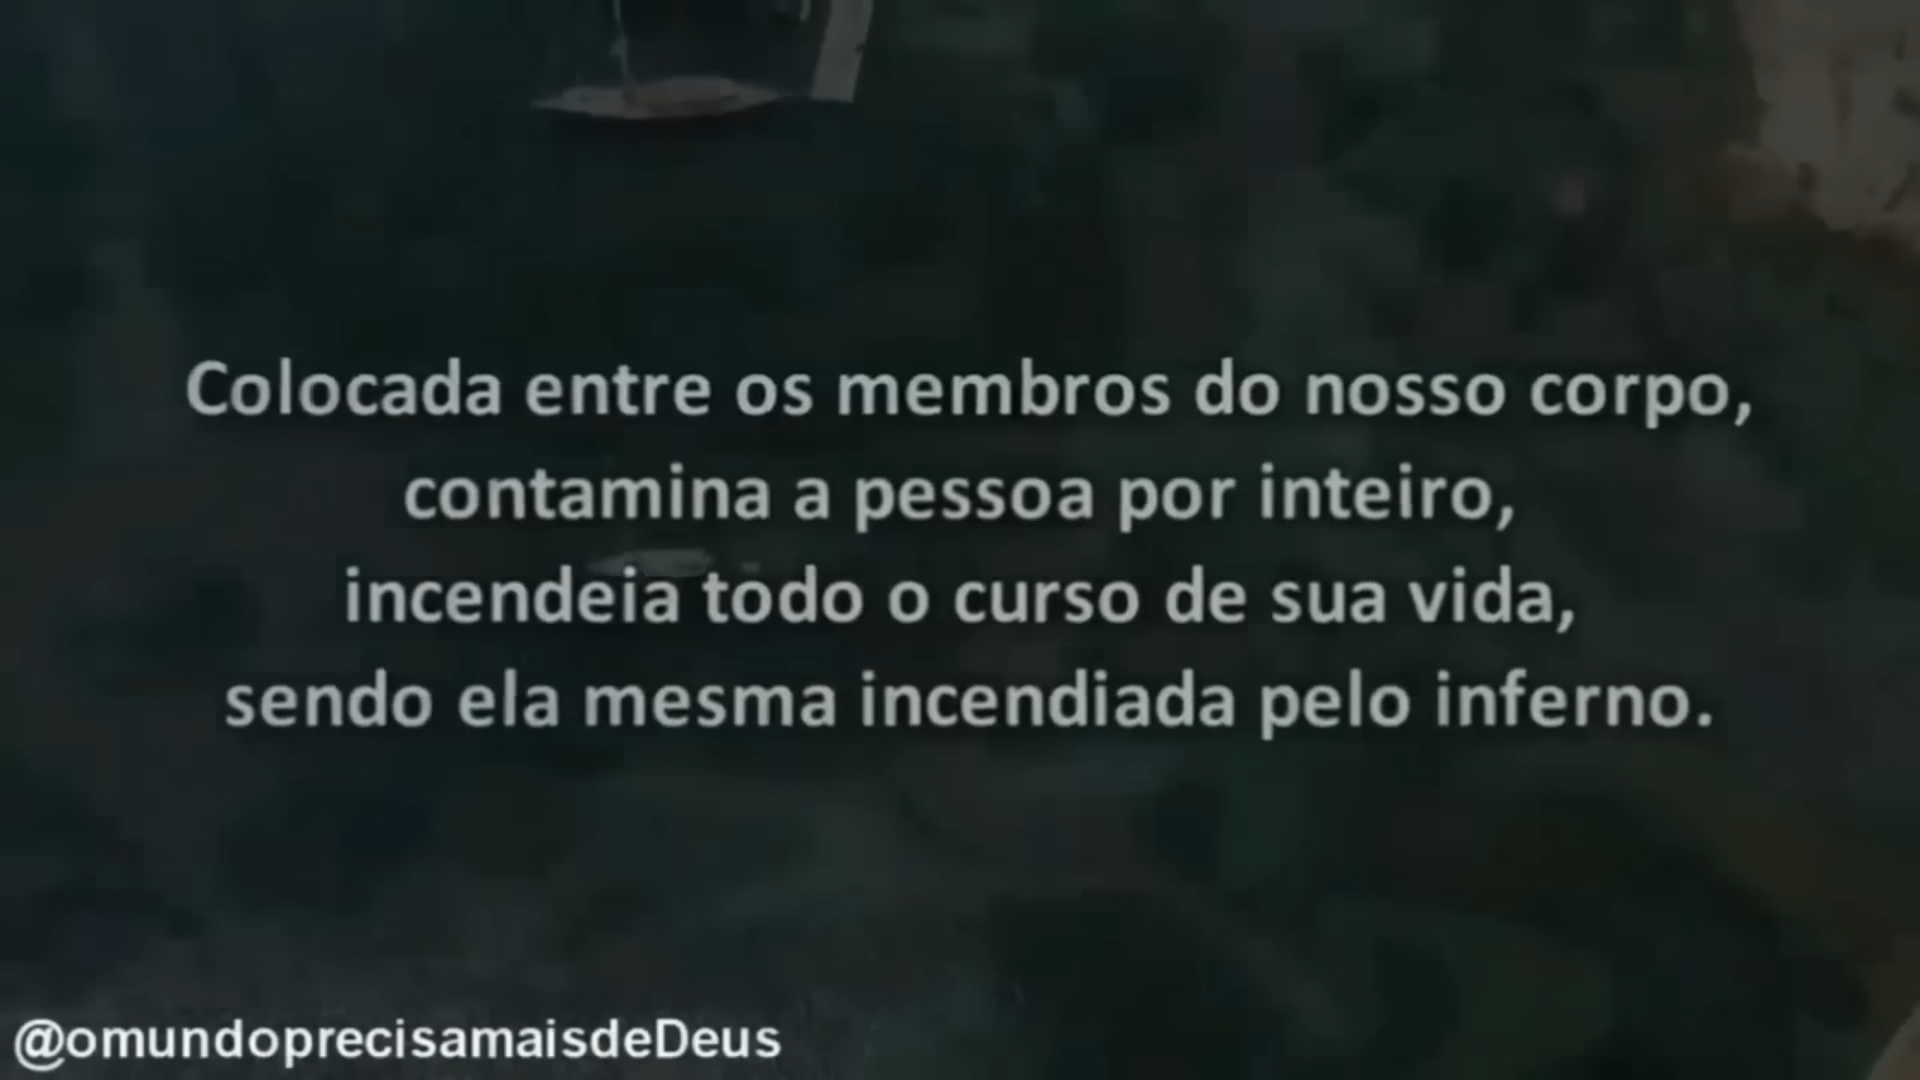 Colocada entre os membros do nosso corpo,
contamina a pessoa por inteiro,
incendeia todo o curso de sua vida,
sendo ela mesma incendiada pelo inferno.
@omundoprecisamaisdeDeus